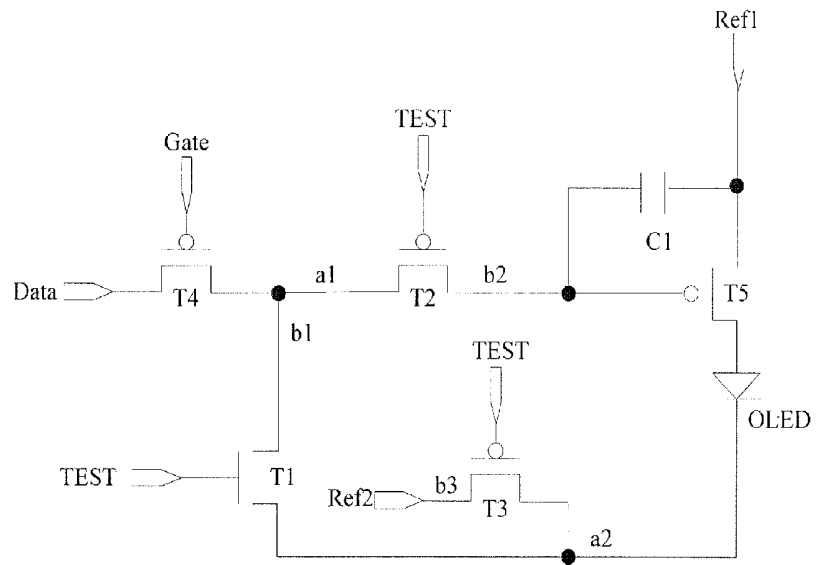 Ref1
TEST
Gate
C1
Data
T4
a1
T2
b2
T5
b1
TEST
OLED
TEST
T1
Ref2
b3
T3
a2